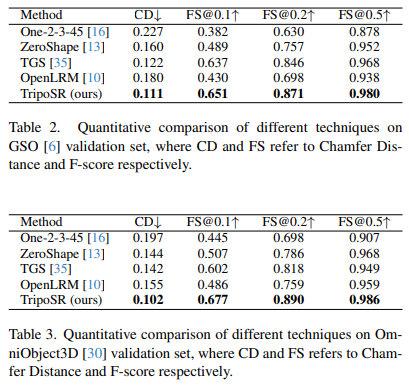 Method CD↓ FS@0.1↑ FS@0.2↑ FS@0.5↑
One-2-3-45 [16] 0.227 0.382 0.630 0.878
ZeroShape [13] 0.160 0.489 0.757 0.952
TGS [35] 0.122 0.637 0.846 0.968
OpenLRM [10] 0.180 0.430 0.698 0.938
TripoSR (ours) 0.111 0.651 0.871 0.980
Table 2. Quantitative comparison of different techniques on
GSO [6] validation set, where CD and FS refer to Chamfer Dis-
tance and F-score respectively.
Method CD↓ FS@0.1↑ FS@0.2↑ FS@0.5↑
One-2-3-45 [16] 0.197 0.445 0.698 0.907
ZeroShape [13] 0.144 0.507 0.786 0.968
TGS [35] 0.142 0.602 0.818 0.949
OpenLRM [10] 0.155 0.486 0.759 0.959
TripoSR (ours) 0.102 0.677 0.890 0.986
Table 3. Quantitative comparison of different techniques on Om-
niObject3D [30] validation set, where CD and FS refers to Cham-
fer Distance and F-score respectively.